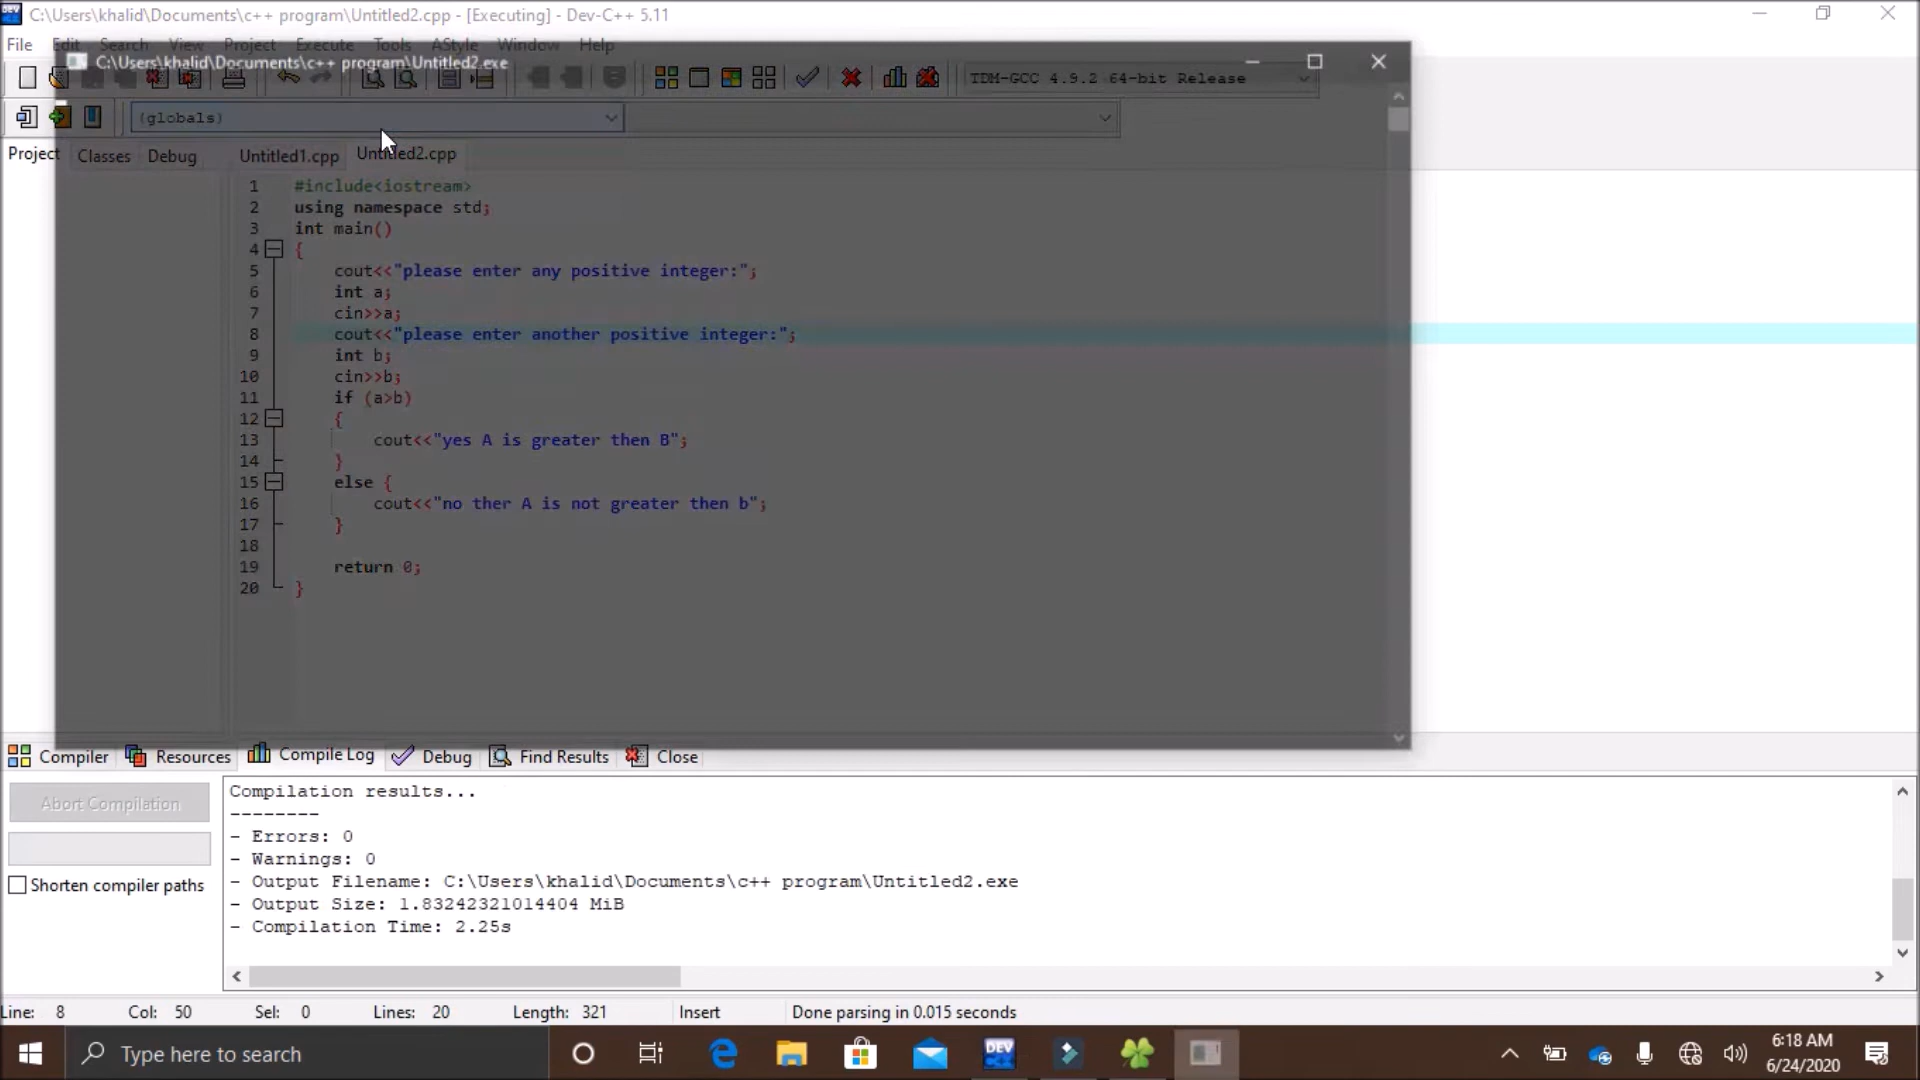 C:\Users\khalid\Documents\c++ program\Untitled2.cpp - [Executing] - Dev-C++ 5.11
File Edit Search View Project Execute Tools AStyle Window Help
C:\Users\khalid\Documents\c++ program\Untitled2.exe
TDM-GCC 4.9.2 64-bit Release
(globals)
Project Classes Debug Untitled1.cpp Untitled2.cpp
1 #include<iostream>
2 using namespace std;
3 int main()
4 {
5 cout<<"please enter any positive integer:";
6 int a;
7 cin>>a;
8 cout<<"please enter another positive integer:";
9 int b;
10 cin>>b;
11 if (a>b)
12 {
13 cout<<"yes A is greater then B";
14 }
15 else {
16 cout<<"no ther A is not greater then b";
17 }
18
19 return 0;
20 }
Compiler Resources Compile Log Debug Find Results Close
Abort Compilation
Shorten compiler paths
Compilation results...
--------
- Errors: 0
- Warnings: 0
- Output Filename: C:\Users\khalid\Documents\c++ program\Untitled2.exe
- Output Size: 1.83242321014404 MiB
- Compilation Time: 2.25s
Line: 8 Col: 50 Sel: 0 Lines: 20 Length: 321 Insert Done parsing in 0.015 seconds
Type here to search
DEV
6:18 AM
6/24/2020